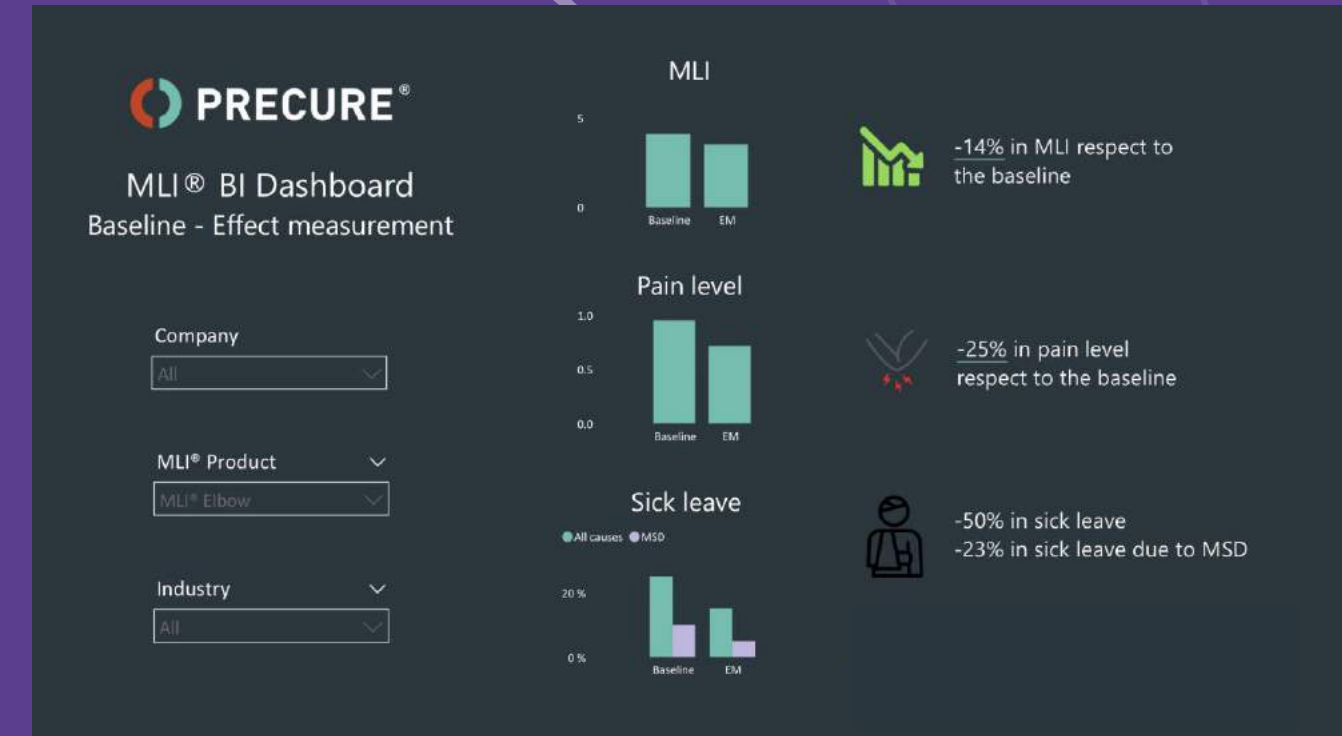 PRECURE®
MLI® BI Dashboard
Baseline - Effect measurement
Company
All
MLI® Product
MLI® Elbow
Industry
All
MLI
5
0
Baseline EM
-14% in MLI respect to
the baseline
Pain level
1.0
0.5
0.0
Baseline EM
-25% in pain level
respect to the baseline
Sick leave
All causes MSD
20 %
0 %
Baseline EM
-50% in sick leave
-23% in sick leave due to MSD